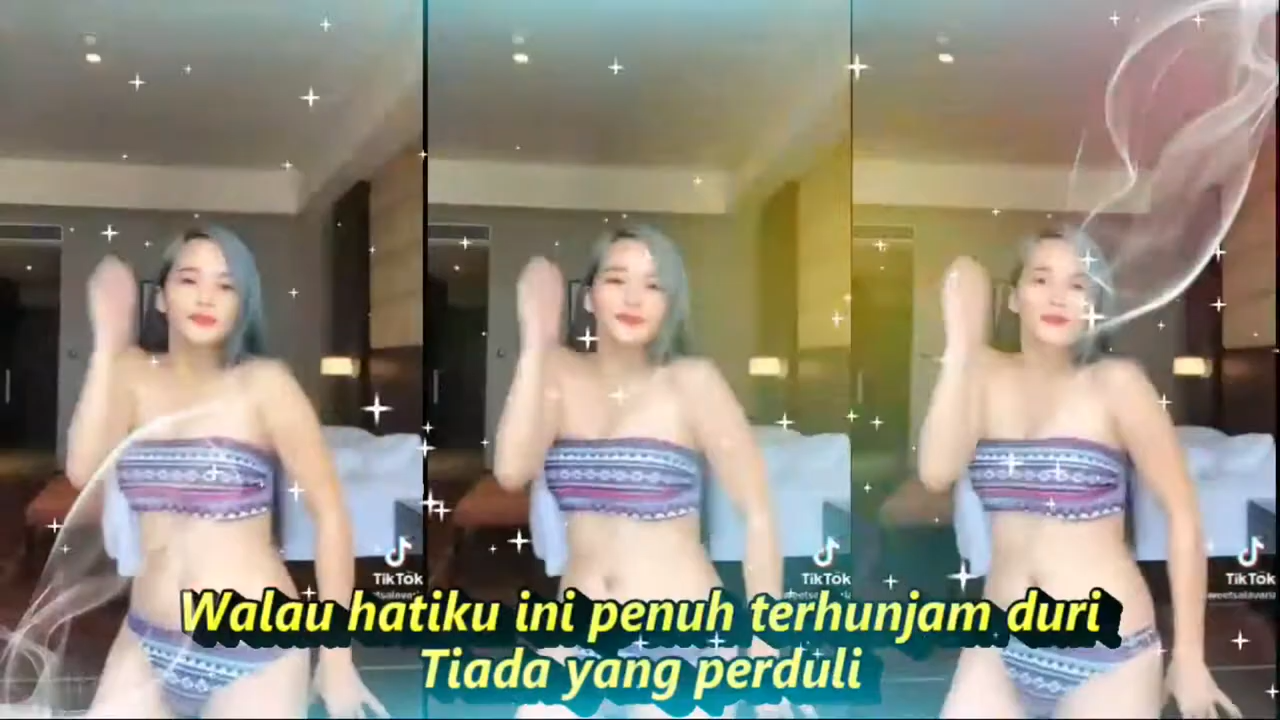 TikTok TikTok TikTok
Walau hatiku ini penuh terhunjam duri
Tiada yang perduli